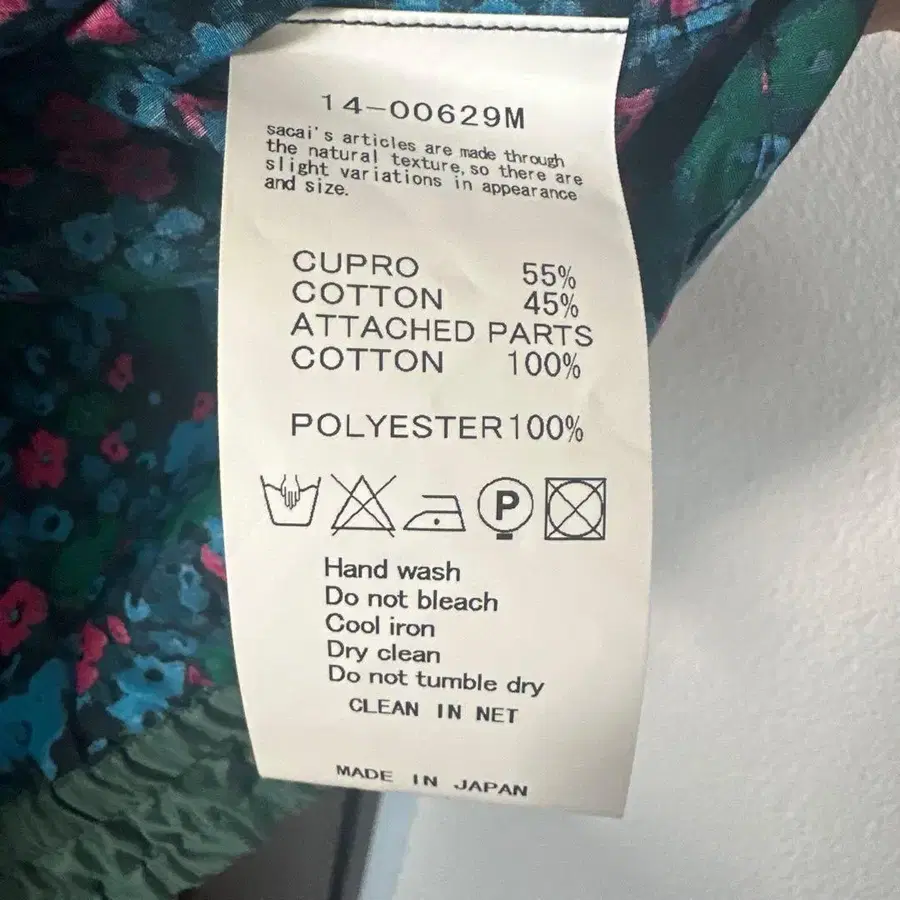 14-00629M
sacai's articles are made through
the natural texture,so there are
slight variations in appearance
and size.
CUPRO 55%
COTTON 45%
ATTACHED PARTS
COTTON 100%
POLYESTER100%
P
Hand wash
Do not bleach
Cool iron
Dry clean
Do not tumble dry
CLEAN IN NET
MADE IN JAPAN